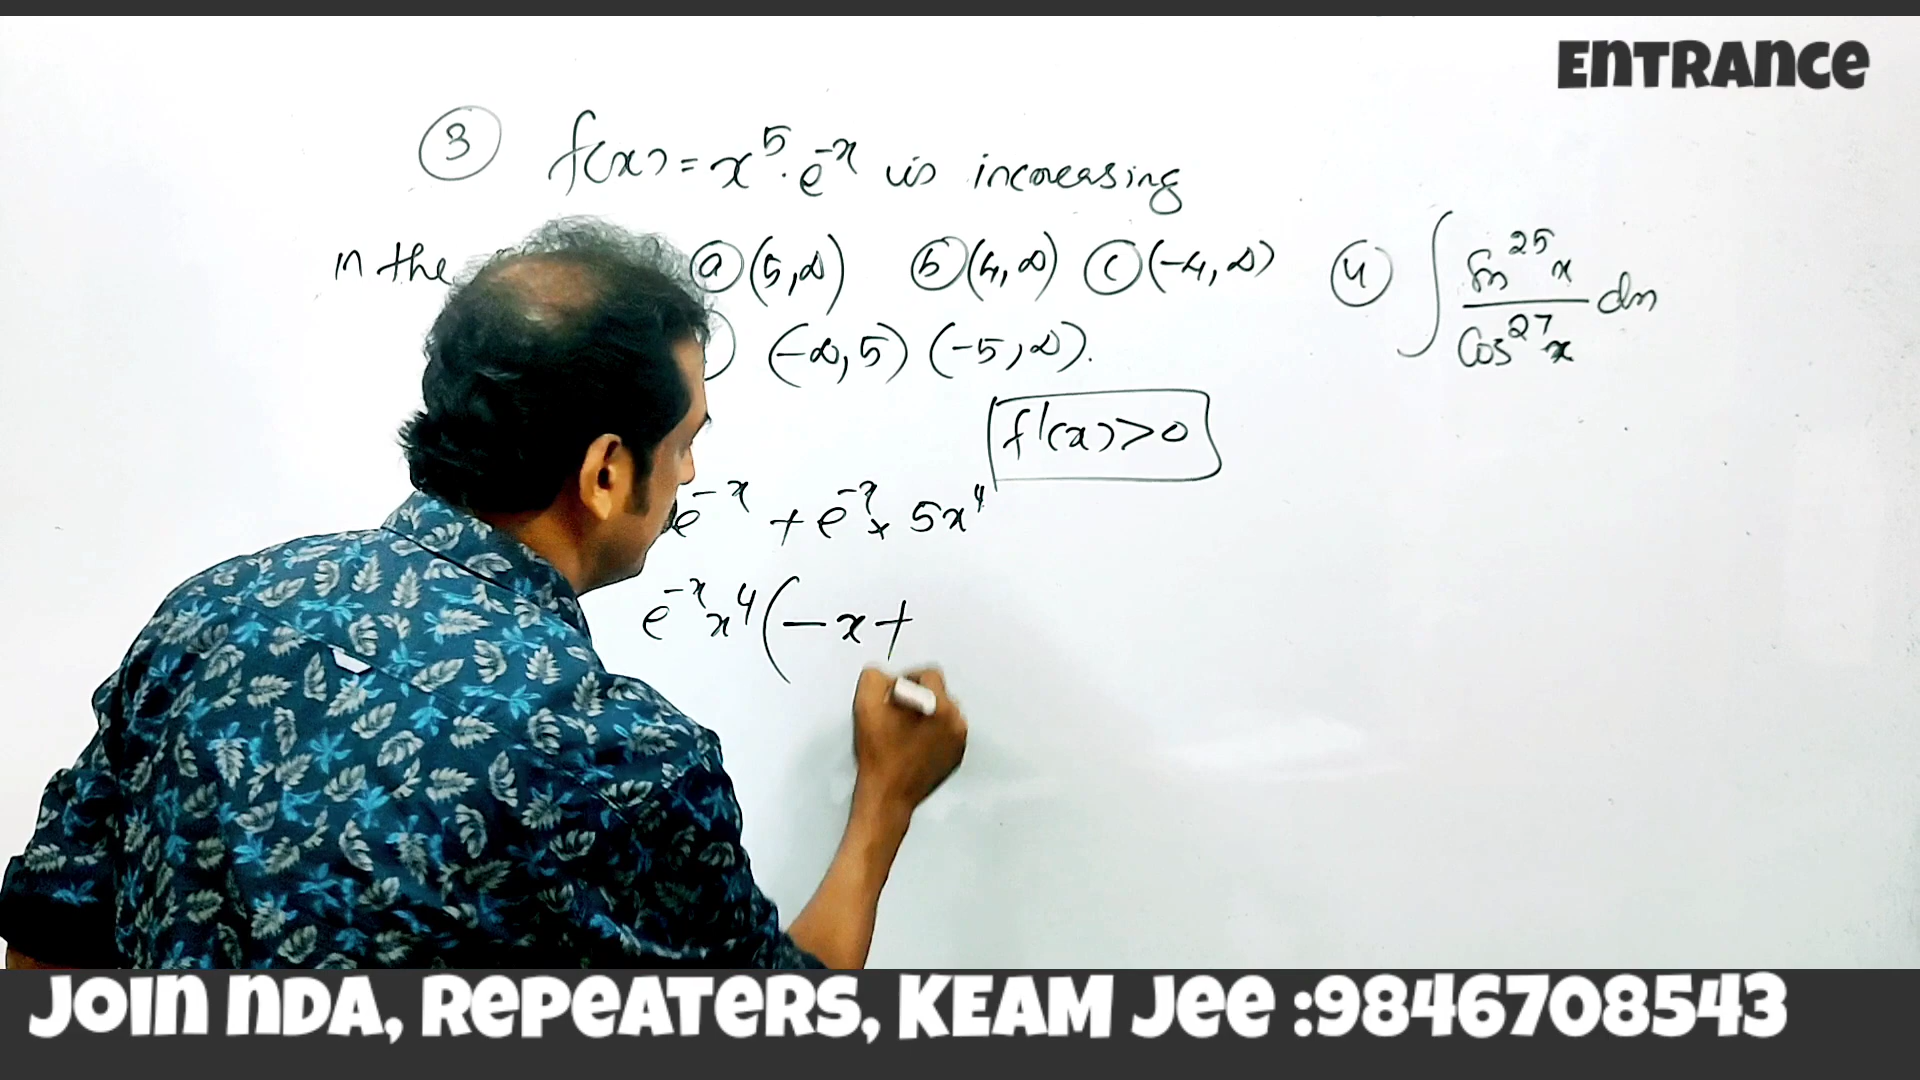 ENTRANCE
③ f(x) = x⁵·e⁻ˣ is increasing
in the ⓐ (5,∞) ⓑ (4,∞) ⓒ (-4,∞)
(-∞,5) (-5,∞).
④ ∫ Sin²⁵x / Cos²⁷x dx
f'(x)>0
e⁻ˣ + e⁻ˣ × 5x⁴
e⁻ˣ x⁴(-x+
JOIN NDA, REPEATERS, KEAM JEE :9846708543